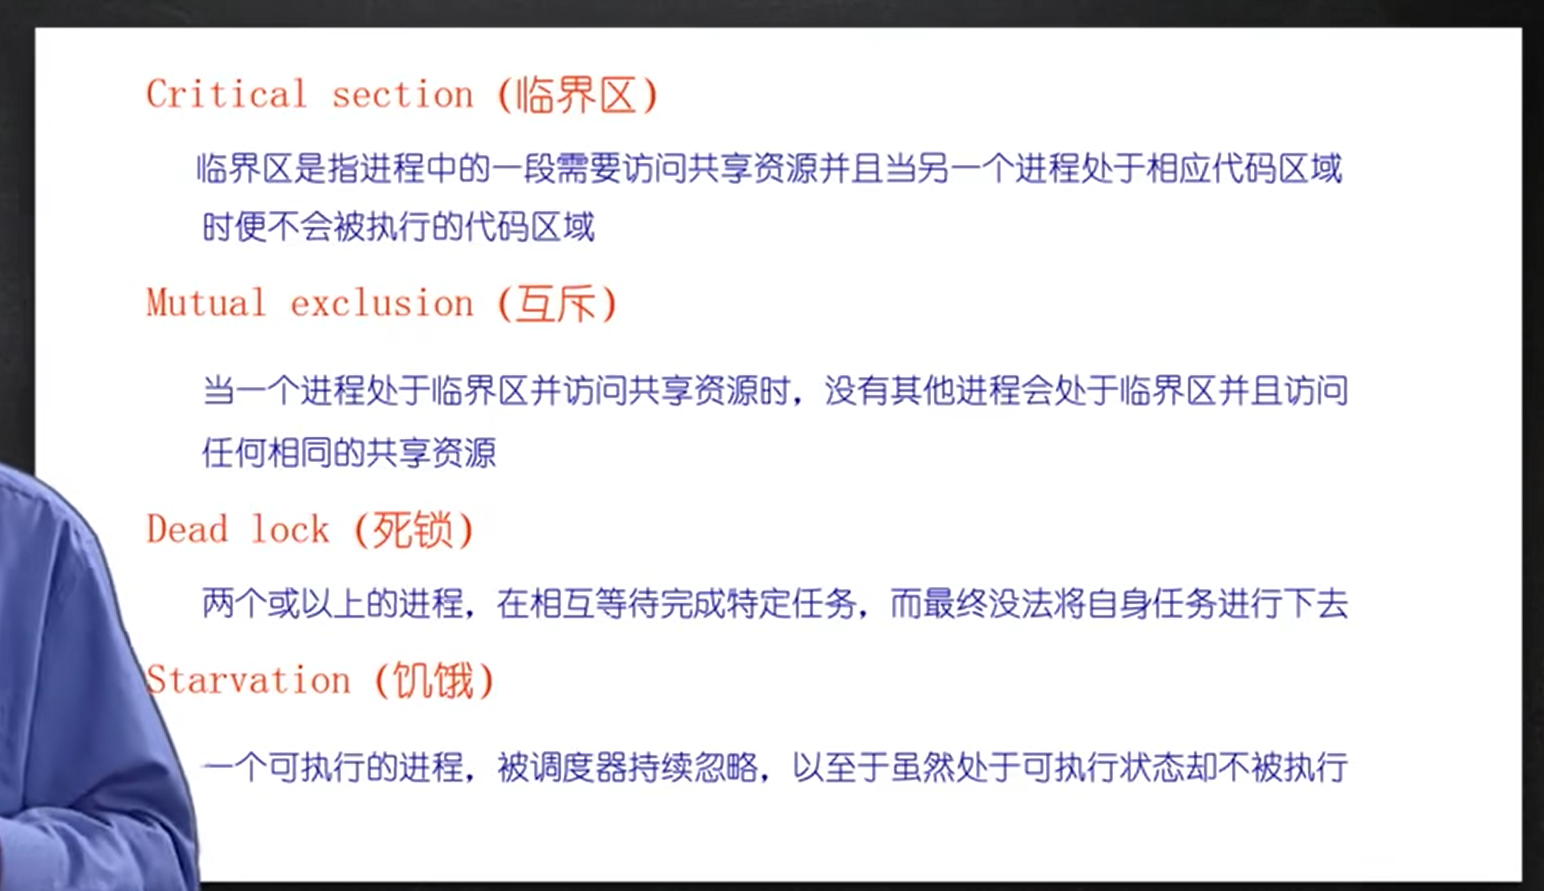 Critical section (临界区)
临界区是指进程中的一段需要访问共享资源并且当另一个进程处于相应代码区域
时便不会被执行的代码区域
Mutual exclusion (互斥)
当一个进程处于临界区并访问共享资源时，没有其他进程会处于临界区并且访问
任何相同的共享资源
Dead lock (死锁)
两个或以上的进程，在相互等待完成特定任务，而最终没法将自身任务进行下去
Starvation (饥饿)
一个可执行的进程，被调度器持续忽略，以至于虽然处于可执行状态却不被执行